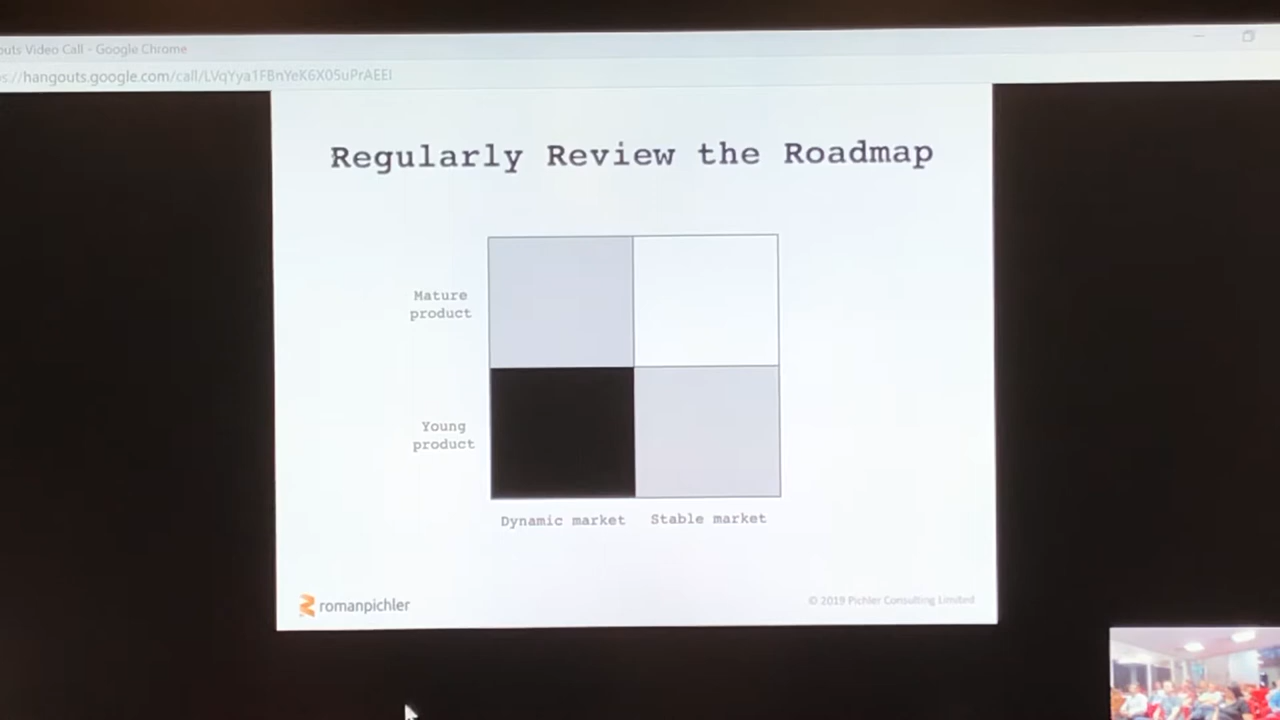 outs Video Call - Google Chrome
s://hangouts.google.com/call/LVqYya1FBnYeK6X05uPrAEEI
Regularly Review the Roadmap
Mature
product
Young
product
Dynamic market Stable market
romanpichler
© 2019 Pichler Consulting Limited